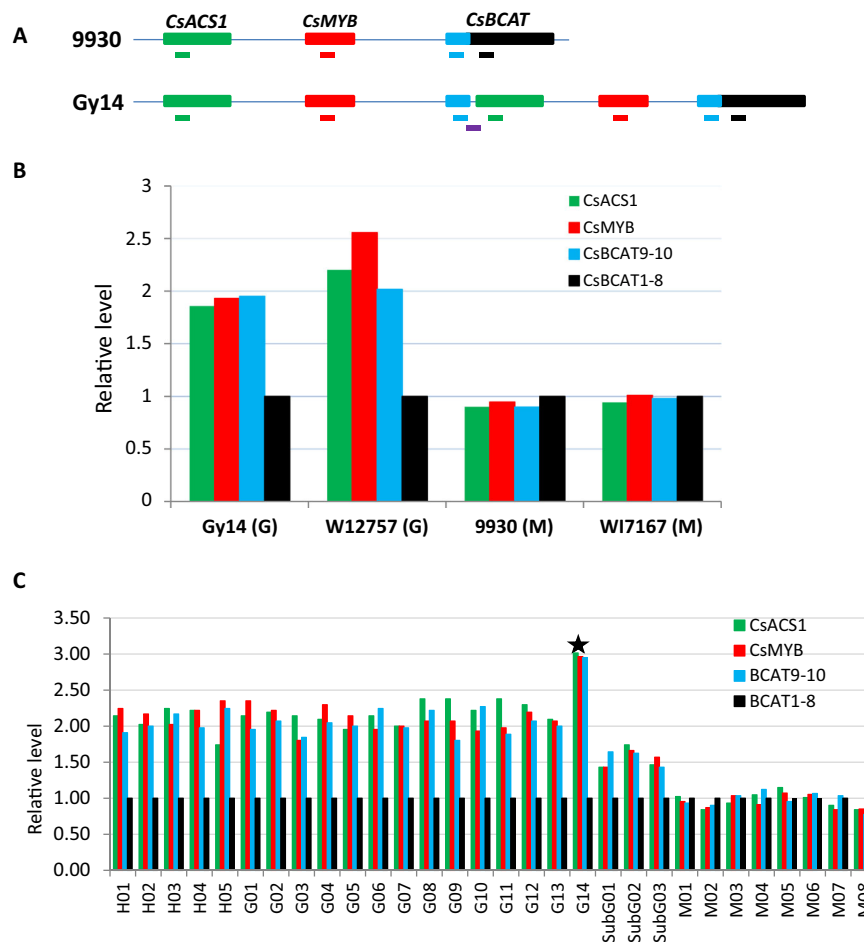 A
9930
CsACS1 CsMYB CsBCAT
Gy14
B
Relative level
3
2.5
2
1.5
1
0.5
0
CsACS1
CsMYB
CsBCAT9-10
CsBCAT1-8
Gy14 (G) W12757 (G) 9930 (M) WI7167 (M)
C
Relative level
3.50
3.00
2.50
2.00
1.50
1.00
0.50
0.00
CsACS1
CsMYB
BCAT9-10
BCAT1-8
H01 H02 H03 H04 H05 G01 G02 G03 G04 G05 G06 G07 G08 G09 G10 G11 G12 G13 G14 SubG01 SubG02 SubG03 M01 M02 M03 M04 M05 M06 M07 M08